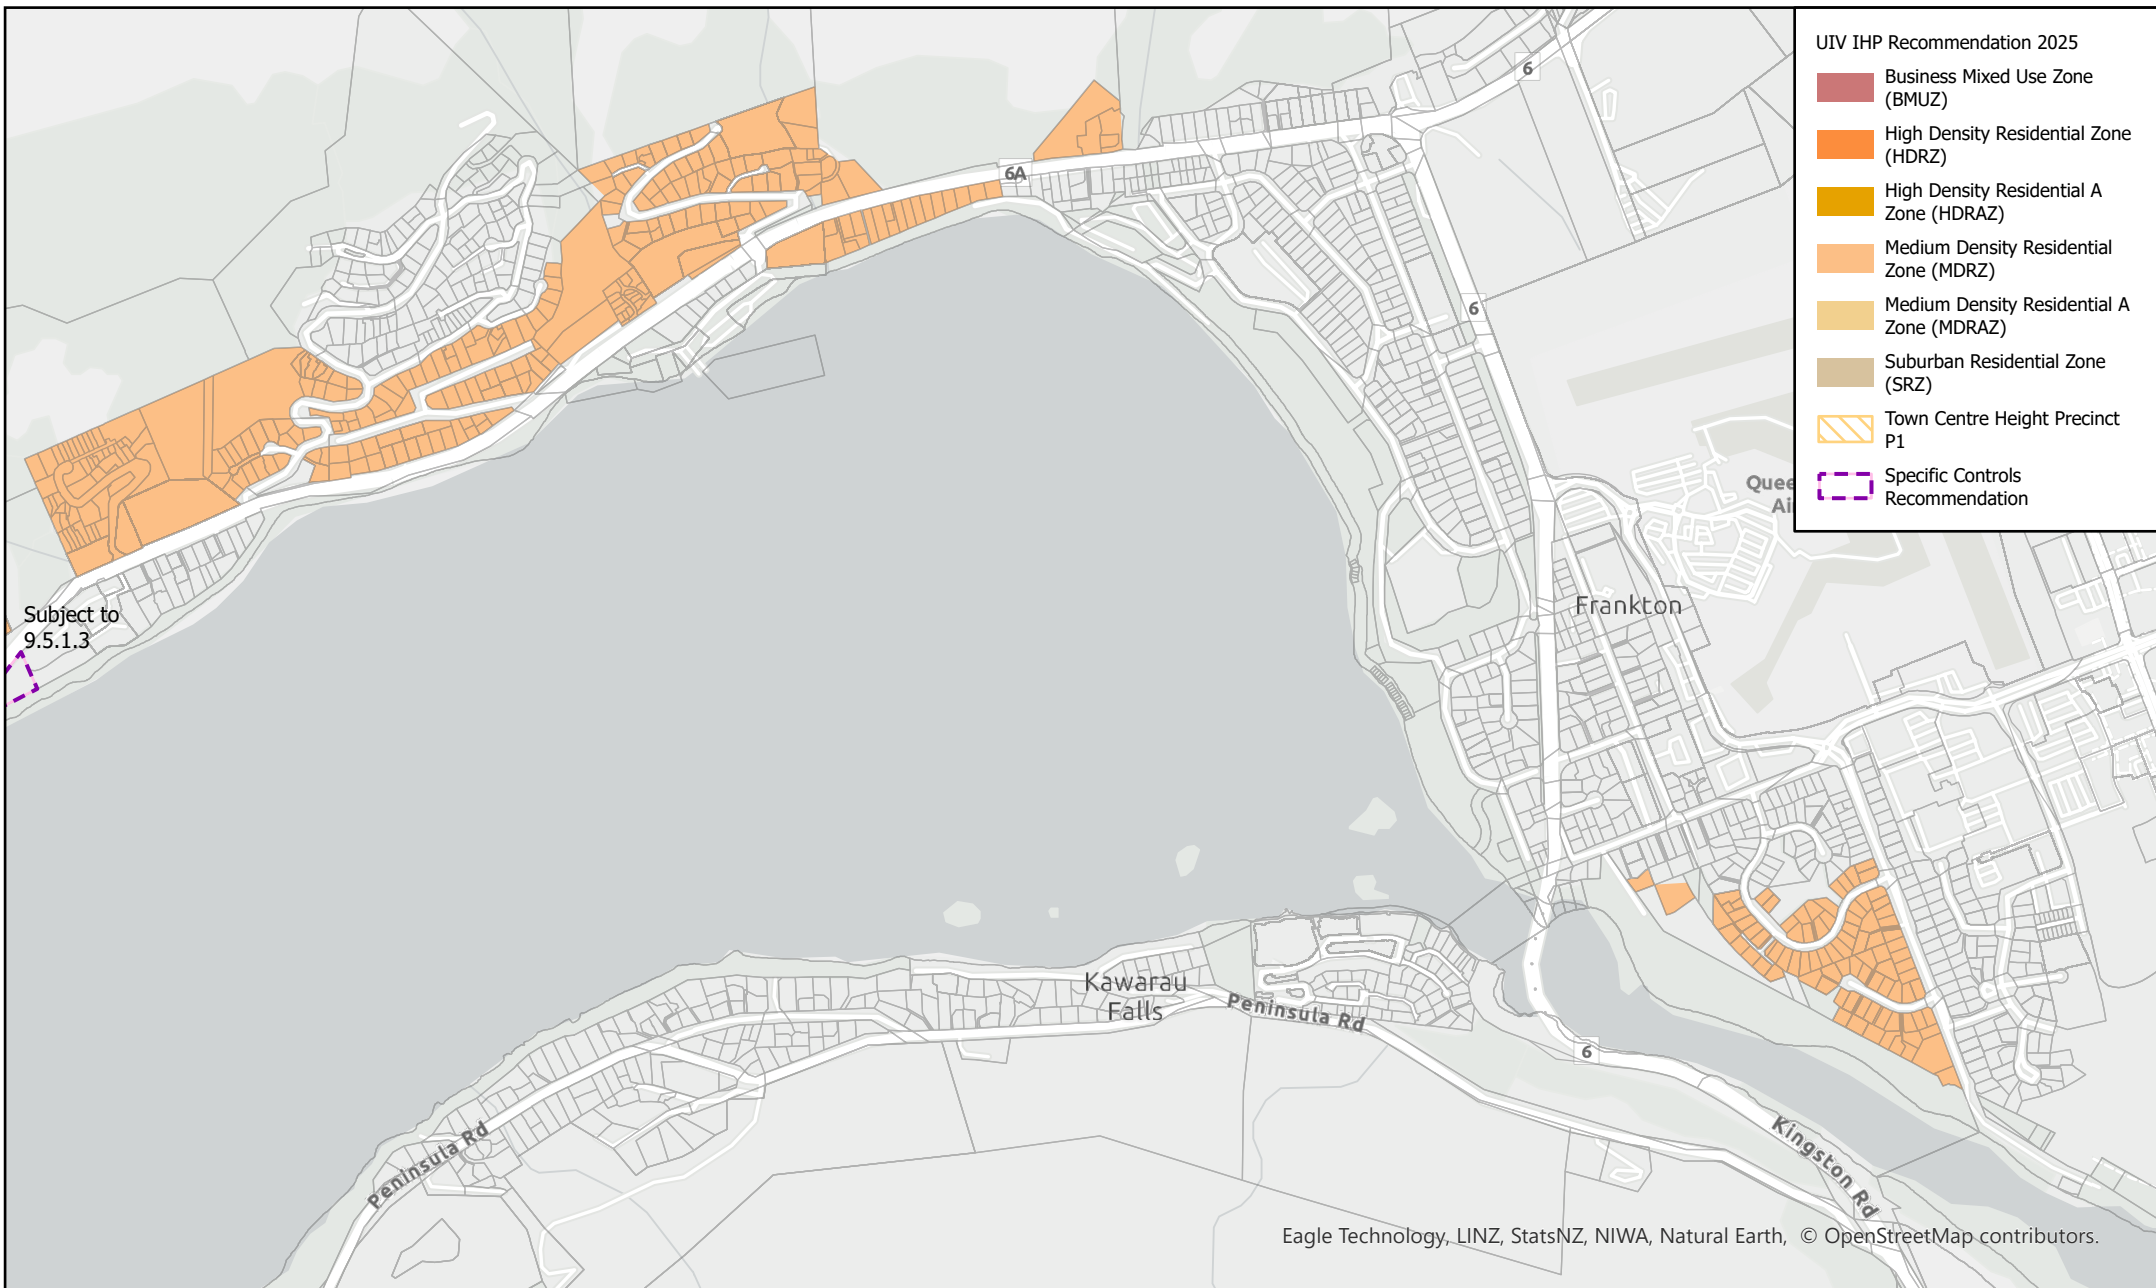 UIV IHP Recommendation 2025
Business Mixed Use Zone
(BMUZ)
High Density Residential Zone
(HDRZ)
High Density Residential A
Zone (HDRAZ)
Medium Density Residential
Zone (MDRZ)
Medium Density Residential A
Zone (MDRAZ)
Suburban Residential Zone
(SRZ)
Town Centre Height Precinct
P1
Specific Controls
Recommendation
6
6A
6
Quee
Ai
Frankton
Subject to
9.5.1.3
Kawarau
Falls
Peninsula Rd
6
Peninsula Rd
Kingston Rd
Eagle Technology, LINZ, StatsNZ, NIWA, Natural Earth, © OpenStreetMap contributors.